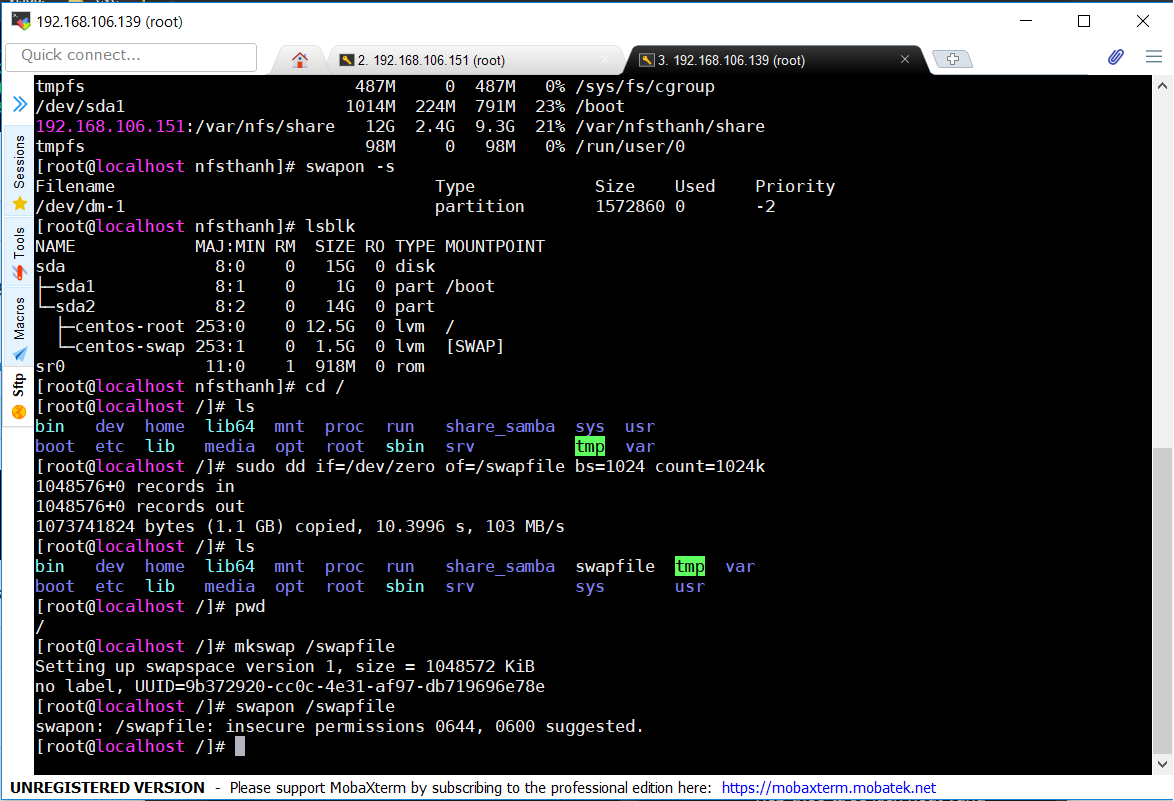 192.168.106.139 (root)
Quick connect...
2. 192.168.106.151 (root)
3. 192.168.106.139 (root)
Sessions
Tools
Macros
Sftp
tmpfs 487M 0 487M 0% /sys/fs/cgroup
/dev/sda1 1014M 224M 791M 23% /boot
192.168.106.151:/var/nfs/share 12G 2.4G 9.3G 21% /var/nfsthanh/share
tmpfs 98M 0 98M 0% /run/user/0
[root@localhost nfsthanh]# swapon -s
Filename Type Size Used Priority
/dev/dm-1 partition 1572860 0 -2
[root@localhost nfsthanh]# lsblk
NAME MAJ:MIN RM SIZE RO TYPE MOUNTPOINT
sda 8:0 0 15G 0 disk
├─sda1 8:1 0 1G 0 part /boot
└─sda2 8:2 0 14G 0 part
├─centos-root 253:0 0 12.5G 0 lvm /
└─centos-swap 253:1 0 1.5G 0 lvm [SWAP]
sr0 11:0 1 918M 0 rom
[root@localhost nfsthanh]# cd /
[root@localhost /]# ls
bin dev home lib64 mnt proc run share_samba sys usr
boot etc lib media opt root sbin srv tmp var
[root@localhost /]# sudo dd if=/dev/zero of=/swapfile bs=1024 count=1024k
1048576+0 records in
1048576+0 records out
1073741824 bytes (1.1 GB) copied, 10.3996 s, 103 MB/s
[root@localhost /]# ls
bin dev home lib64 mnt proc run share_samba swapfile tmp var
boot etc lib media opt root sbin srv sys usr
[root@localhost /]# pwd
/
[root@localhost /]# mkswap /swapfile
Setting up swapspace version 1, size = 1048572 KiB
no label, UUID=9b372920-cc0c-4e31-af97-db719696e78e
[root@localhost /]# swapon /swapfile
swapon: /swapfile: insecure permissions 0644, 0600 suggested.
[root@localhost /]#
UNREGISTERED VERSION - Please support MobaXterm by subscribing to the professional edition here: https://mobaxterm.mobatek.net